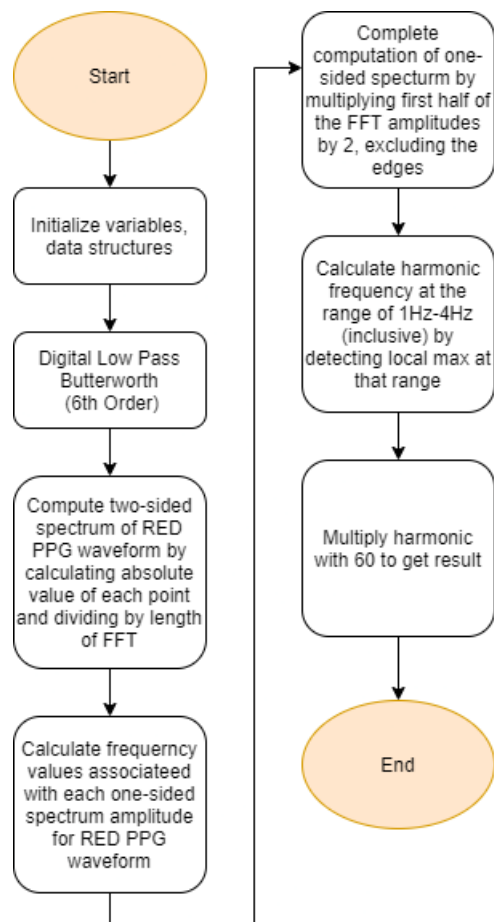 Start
Initialize variables,
data structures
Digital Low Pass
Butterworth
(6th Order)
Compute two-sided
spectrum of RED
PPG waveform by
calculating absolute
value of each point
and dividing by length
of FFT
Calculate frequerncy
values associateed
with each one-sided
spectrum amplitude
for RED PPG
waveform
Complete
computation of one-
sided specturm by
multiplying first half of
the FFT amplitudes
by 2, excluding the
edges
Calculate harmonic
frequency at the
range of 1Hz-4Hz
(inclusive) by
detecting local max at
that range
Multiply harmonic
with 60 to get result
End